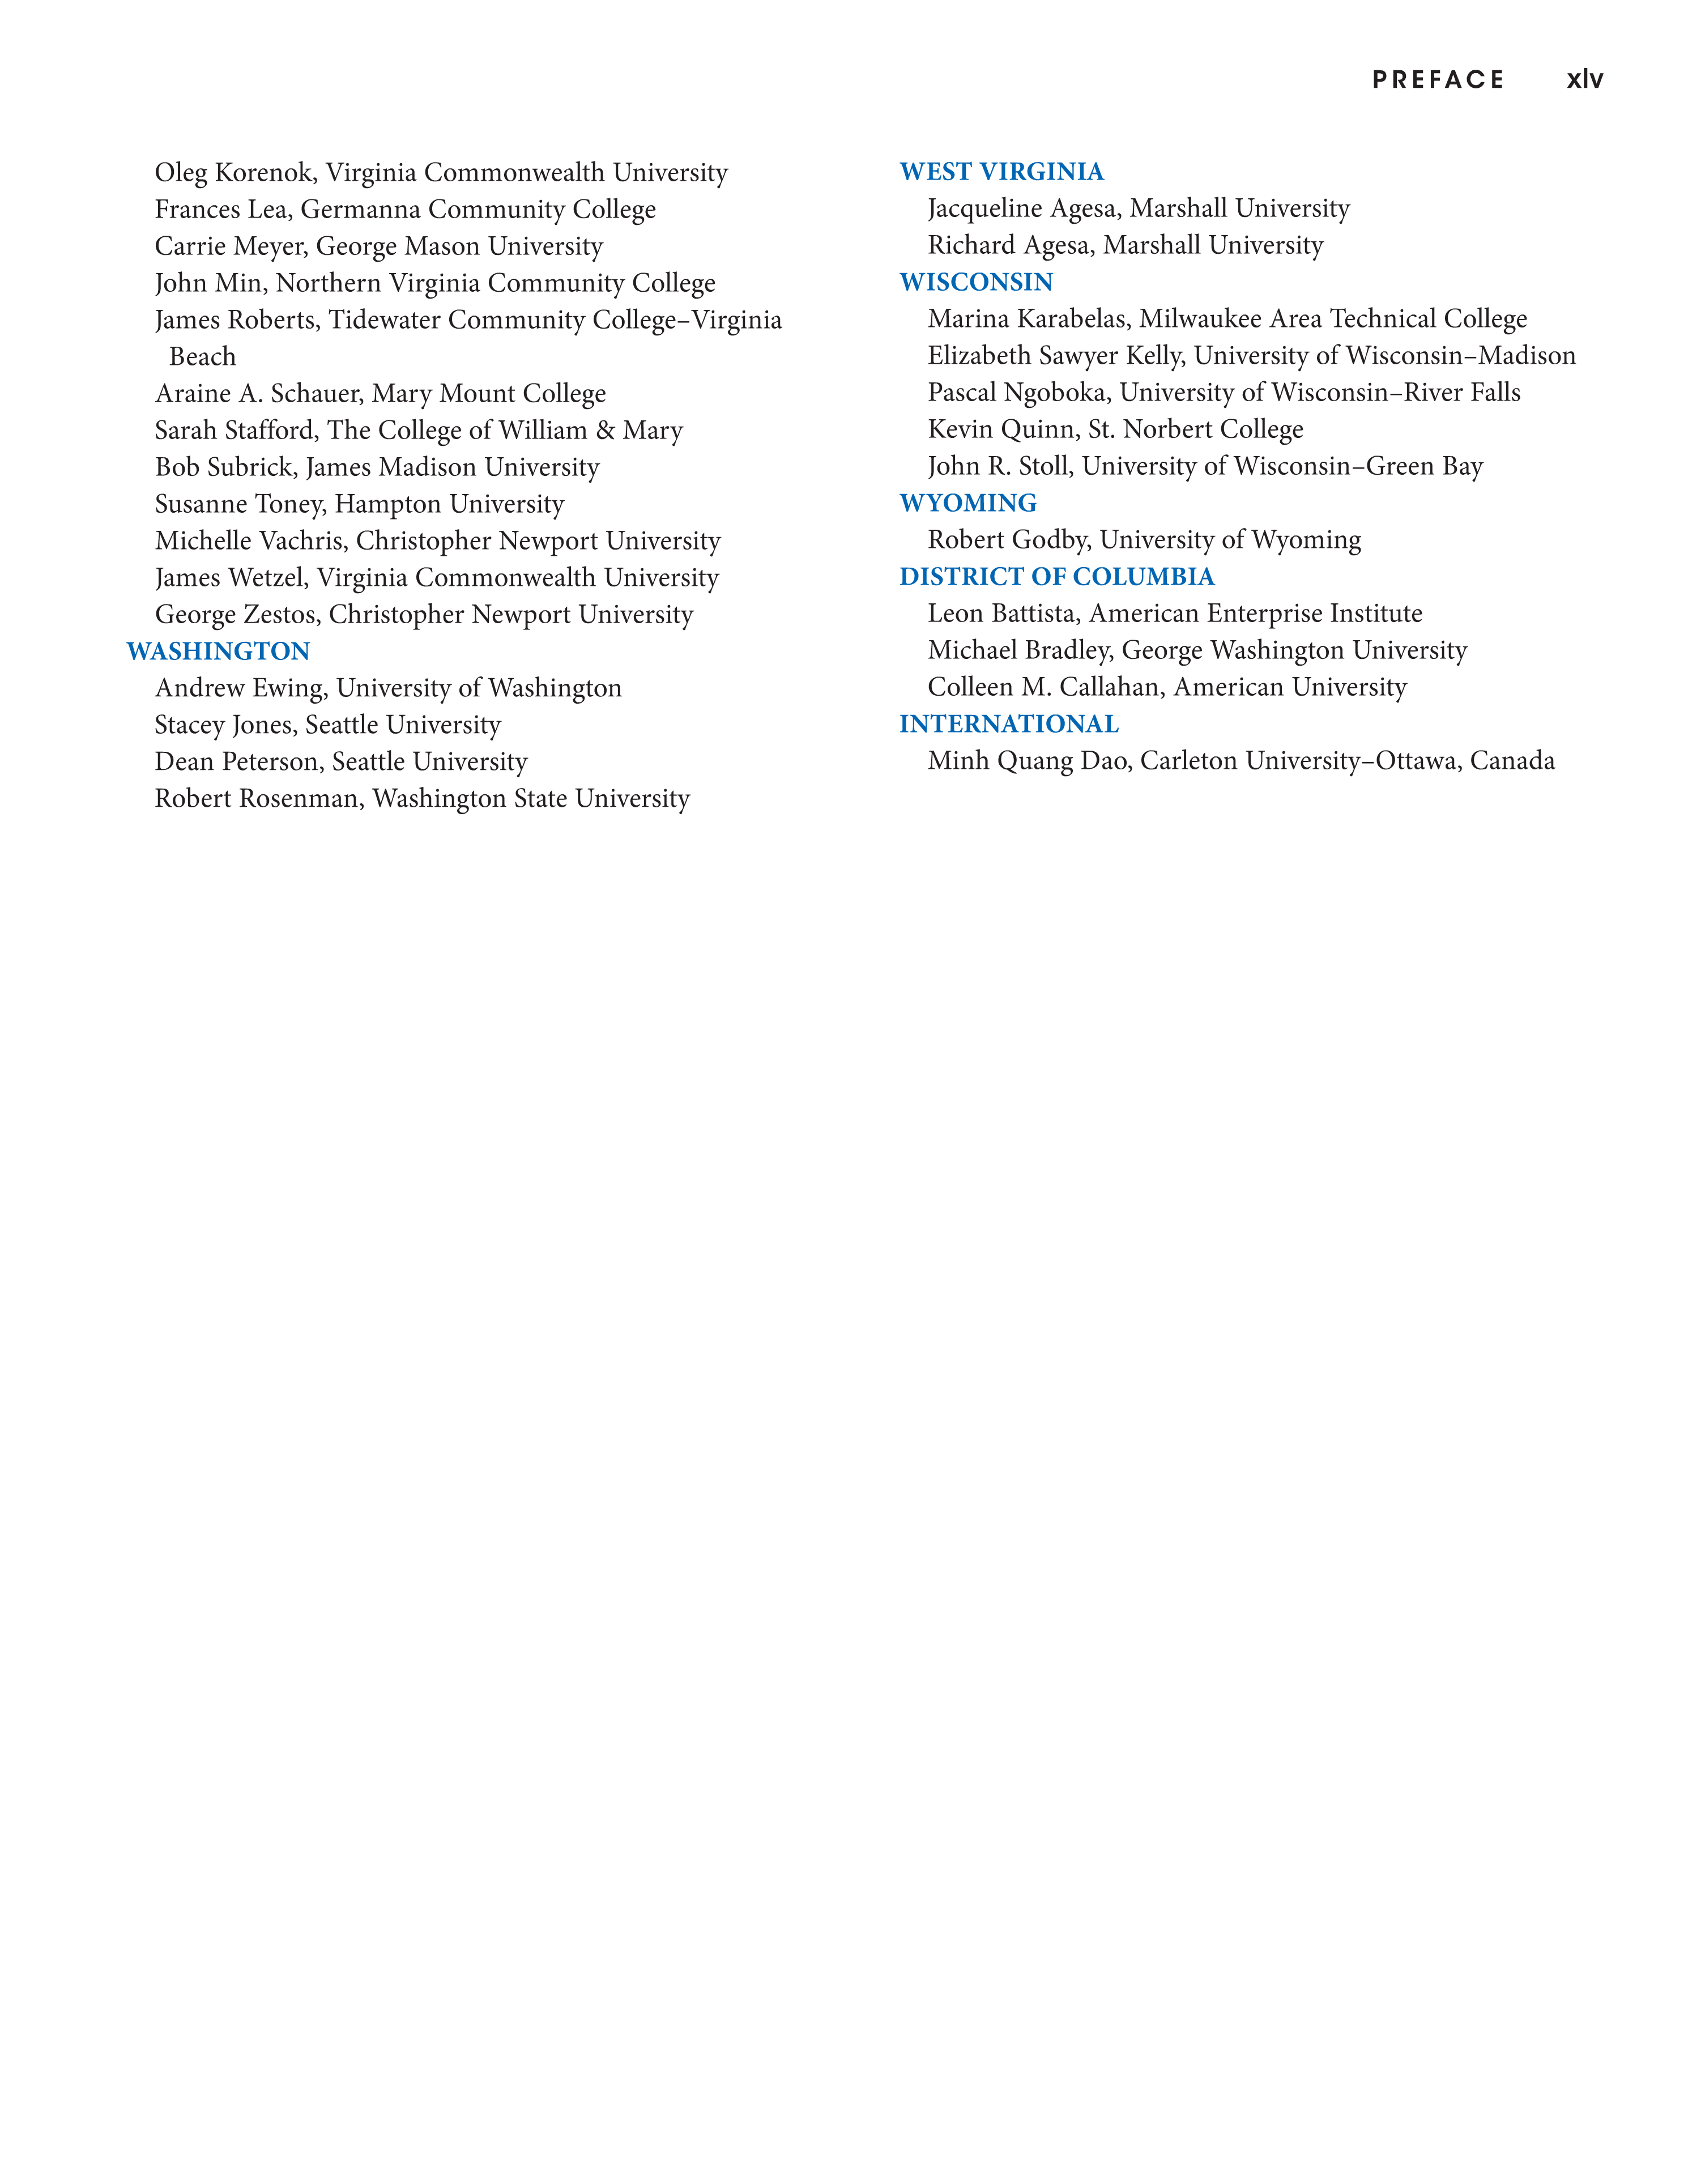 PREFACE xlv
Oleg Korenok, Virginia Commonwealth University
Frances Lea, Germanna Community College
Carrie Meyer, George Mason University
John Min, Northern Virginia Community College
James Roberts, Tidewater Community College–Virginia
Beach
Araine A. Schauer, Mary Mount College
Sarah Stafford, The College of William & Mary
Bob Subrick, James Madison University
Susanne Toney, Hampton University
Michelle Vachris, Christopher Newport University
James Wetzel, Virginia Commonwealth University
George Zestos, Christopher Newport University
WASHINGTON
Andrew Ewing, University of Washington
Stacey Jones, Seattle University
Dean Peterson, Seattle University
Robert Rosenman, Washington State University
WEST VIRGINIA
Jacqueline Agesa, Marshall University
Richard Agesa, Marshall University
WISCONSIN
Marina Karabelas, Milwaukee Area Technical College
Elizabeth Sawyer Kelly, University of Wisconsin–Madison
Pascal Ngoboka, University of Wisconsin–River Falls
Kevin Quinn, St. Norbert College
John R. Stoll, University of Wisconsin–Green Bay
WYOMING
Robert Godby, University of Wyoming
DISTRICT OF COLUMBIA
Leon Battista, American Enterprise Institute
Michael Bradley, George Washington University
Colleen M. Callahan, American University
INTERNATIONAL
Minh Quang Dao, Carleton University–Ottawa, Canada